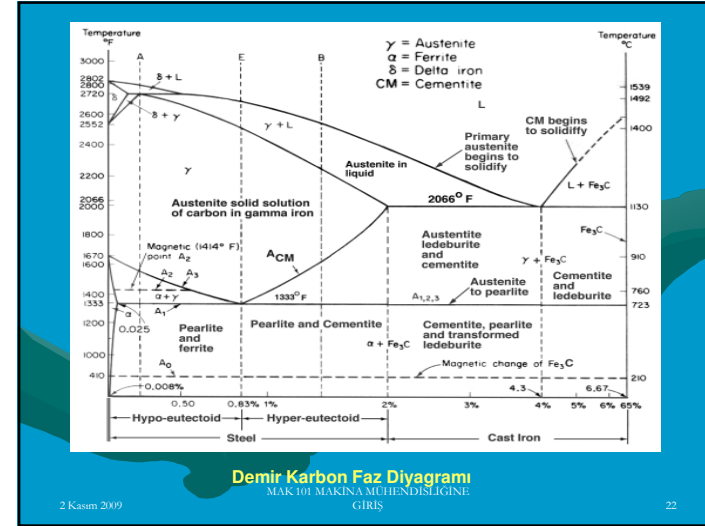 Temperature
°F
Temperature
°C
A
E
B
γ = Austenite
α = Ferrite
δ = Delta iron
CM = Cementite
3000
2802
2800
2720
2600
2552
2400
2200
2066
2000
1800
1670
1600
1400
1333
1200
1000
410
1539
1492
1400
1130
910
760
723
210
δ + L
δ
δ + γ
γ + L
L
CM begins
to solidiffy
Primary
austenite
begins to
solidify
Austenite in
liquid
L + Fe₃C
γ
2066° F
Austenite solid solution
of carbon in gamma iron
Austentite
ledeburite
and
cementite
Fe₃C
Magnetic (1414° F)
point A₂
A_CM
γ + Fe₃C
A₂
A₃
Austenite
to pearlite
Cementite
and
ledeburite
α + γ
1333° F
A₁,₂,₃
A₁
α
0.025
Pearlite
and
ferrite
Pearlite and Cementite
Cementite, pearlite
and transformed
ledeburite
α + Fe₃C
A₀
Magnetic change of Fe₃C
0.008%
4.3
6.67
0.50
0.83%
1%
2%
3%
4%
5%
6%
65%
Hypo-eutectoid
Hyper-eutectoid
Steel
Cast Iron
Demir Karbon Faz Diyagramı
2 Kasım 2009
MAK 101 MAKİNA MÜHENDİSLİĞİNE
GİRİŞ
22